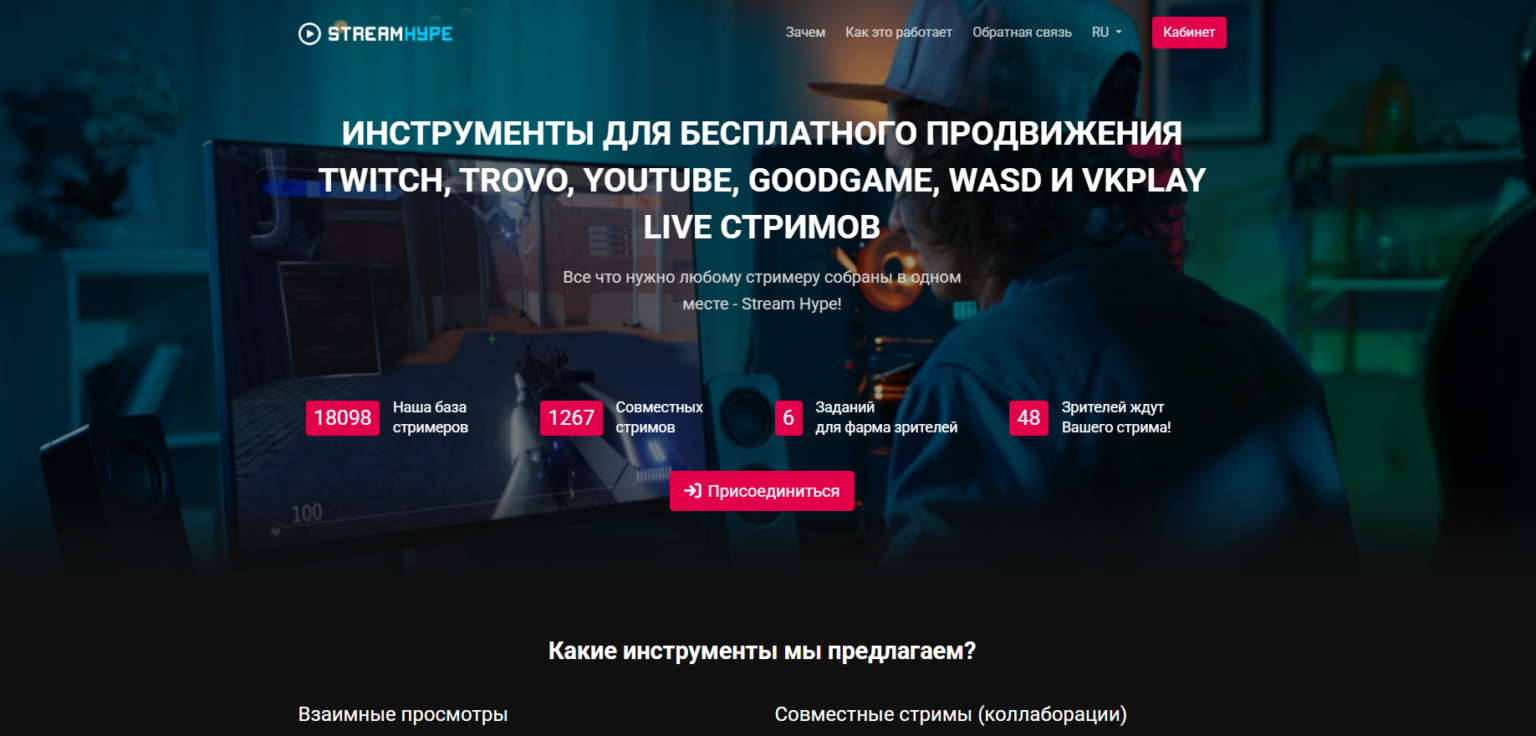 STREAMHYPE
Зачем
Как это работает
Обратная связь
RU
Кабинет
ИНСТРУМЕНТЫ ДЛЯ БЕСПЛАТНОГО ПРОДВИЖЕНИЯ
TWITCH, TROVO, YOUTUBE, GOODGAME, WASD И VKPLAY
LIVE СТРИМОВ
Все что нужно любому стримеру собраны в одном
месте - Stream Hype!
18098
Наша база
стримеров
1267
Совместных
стримов
6
Заданий
для фарма зрителей
48
Зрителей ждут
Вашего стрима!
Присоединиться
100
Какие инструменты мы предлагаем?
Взаимные просмотры
Совместные стримы (коллаборации)